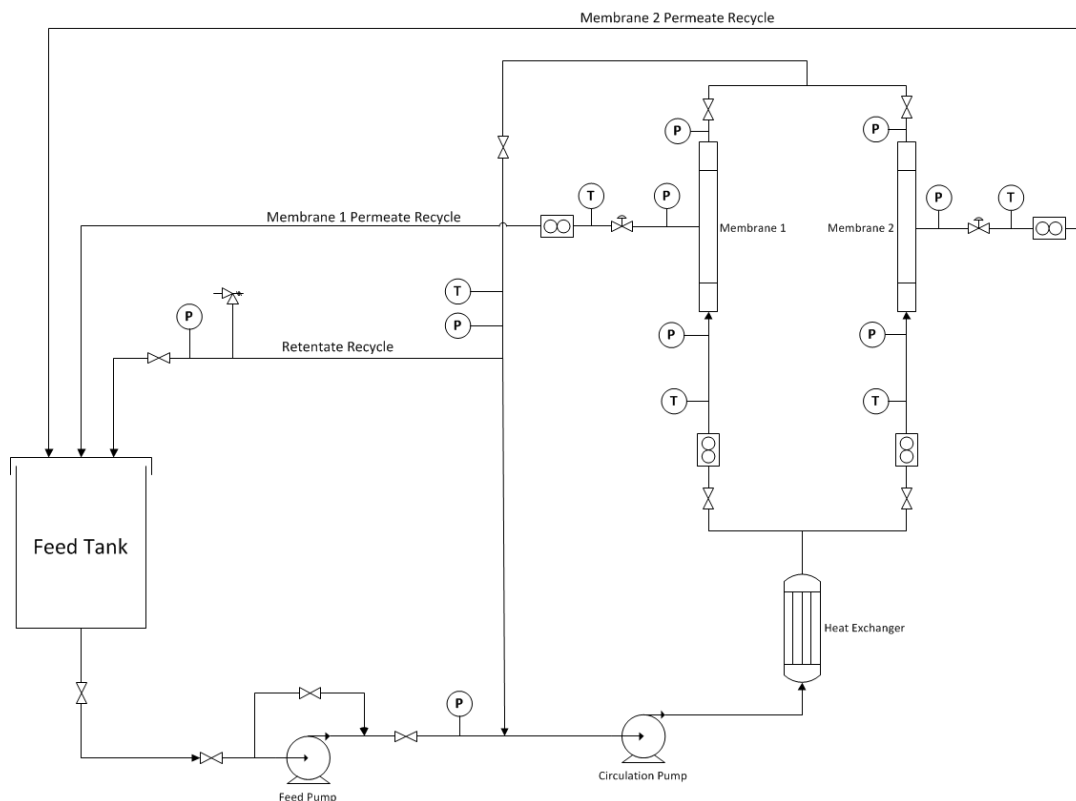 Membrane 2 Permeate Recycle
P
P
T
P
P
T
Membrane 1 Permeate Recycle
Membrane 1
Membrane 2
T
P
P
P
P
Retentate Recycle
T
T
Feed Tank
Heat Exchanger
P
Circulation Pump
Feed Pump